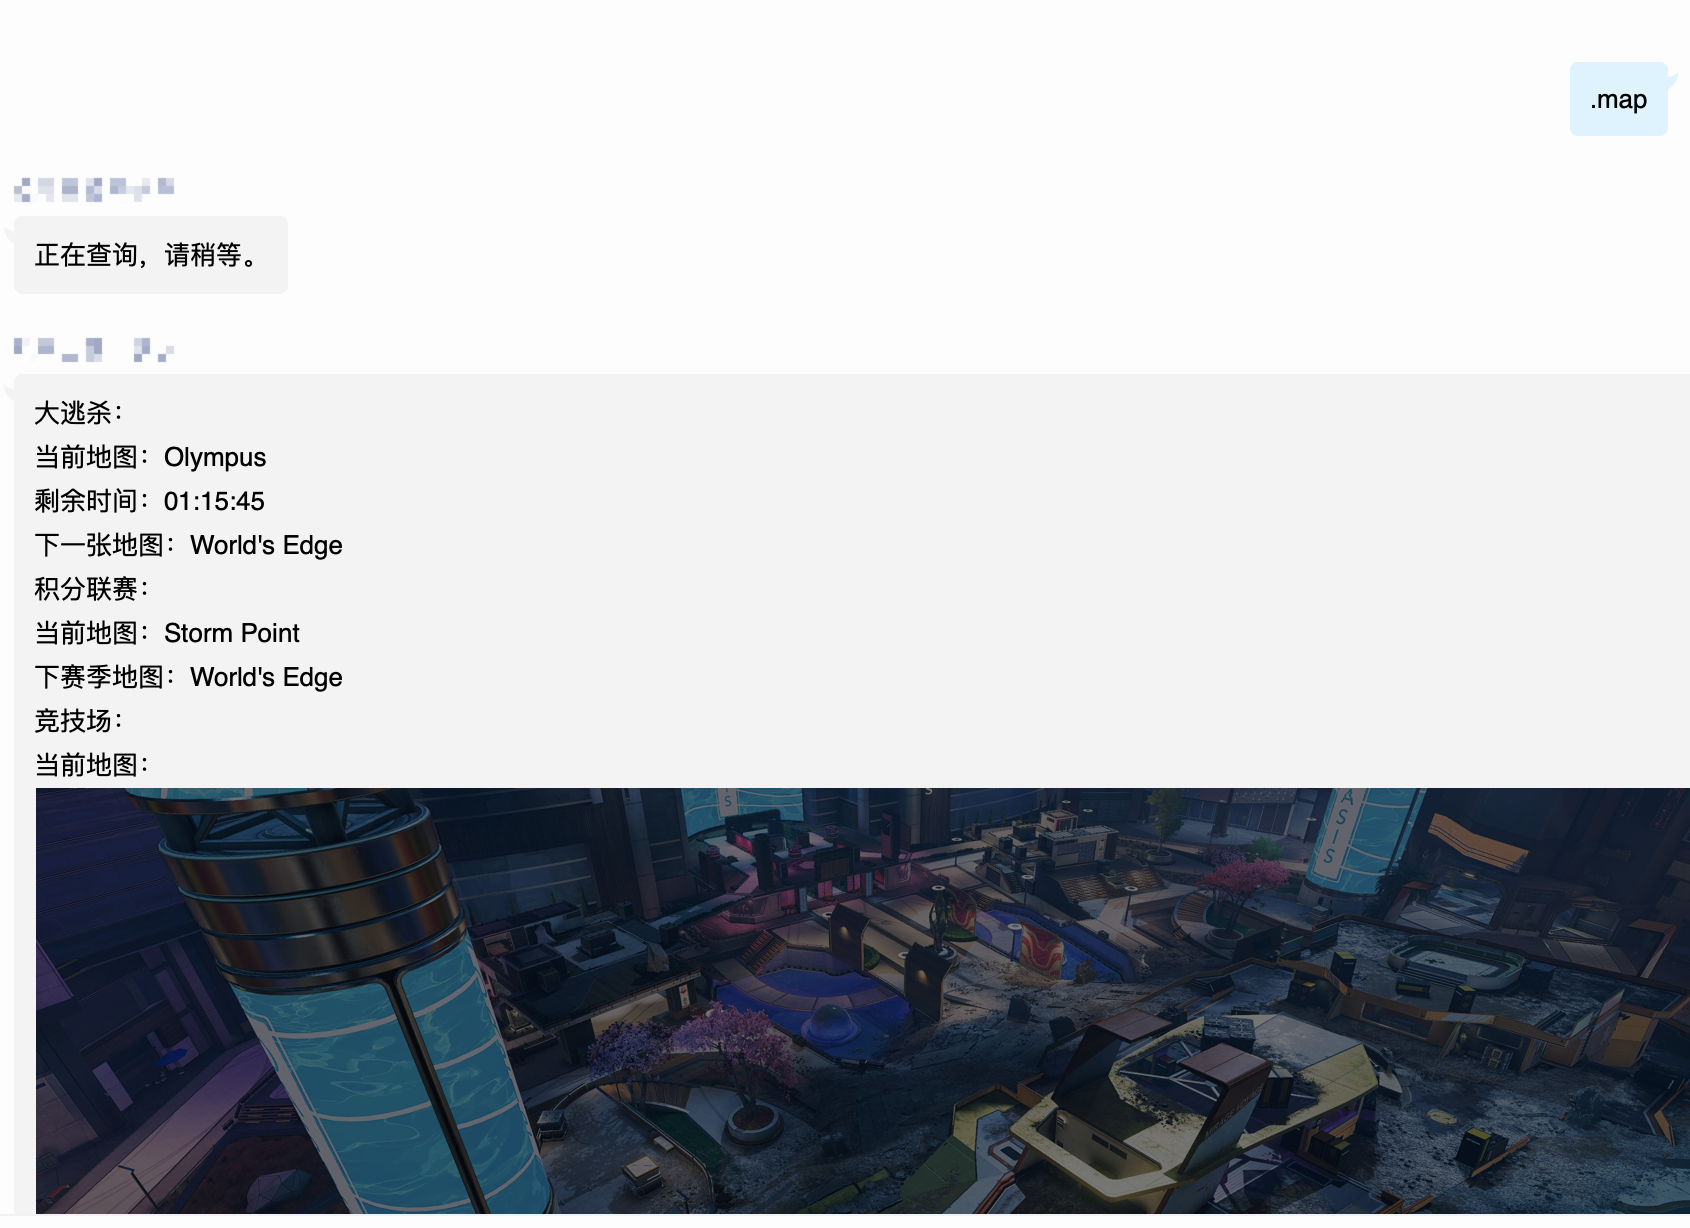 .map
正在查询，请稍等。
大逃杀：
当前地图：Olympus
剩余时间：01:15:45
下一张地图：World's Edge
积分联赛：
当前地图：Storm Point
下赛季地图：World's Edge
竞技场：
当前地图：
S
S
ASIS